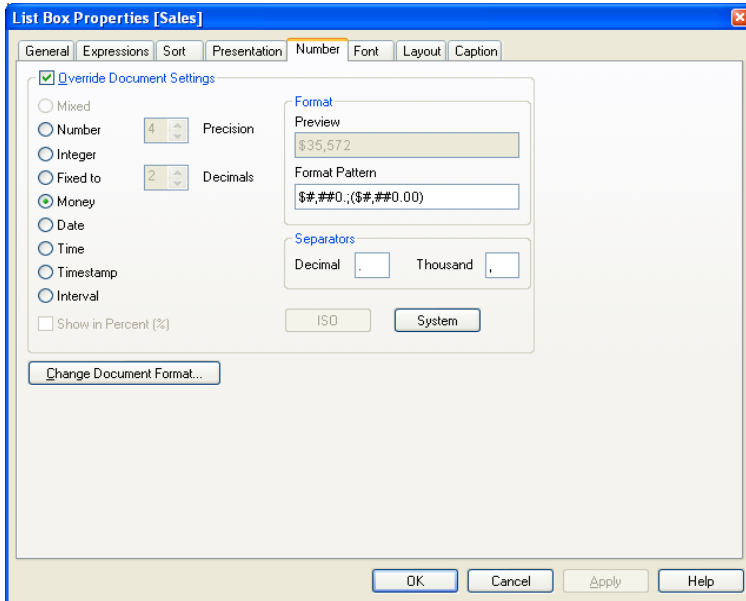 List Box Properties [Sales]
General Expressions Sort Presentation Number Font Layout Caption
Override Document Settings
Mixed
Number 4 Precision
Integer
Fixed to 2 Decimals
Money
Date
Time
Timestamp
Interval
Show in Percent (%)
Format
Preview
$35,572
Format Pattern
$#,##0.;($#,##0.00)
Separators
Decimal . Thousand ,
ISO System
Change Document Format...
OK Cancel Apply Help